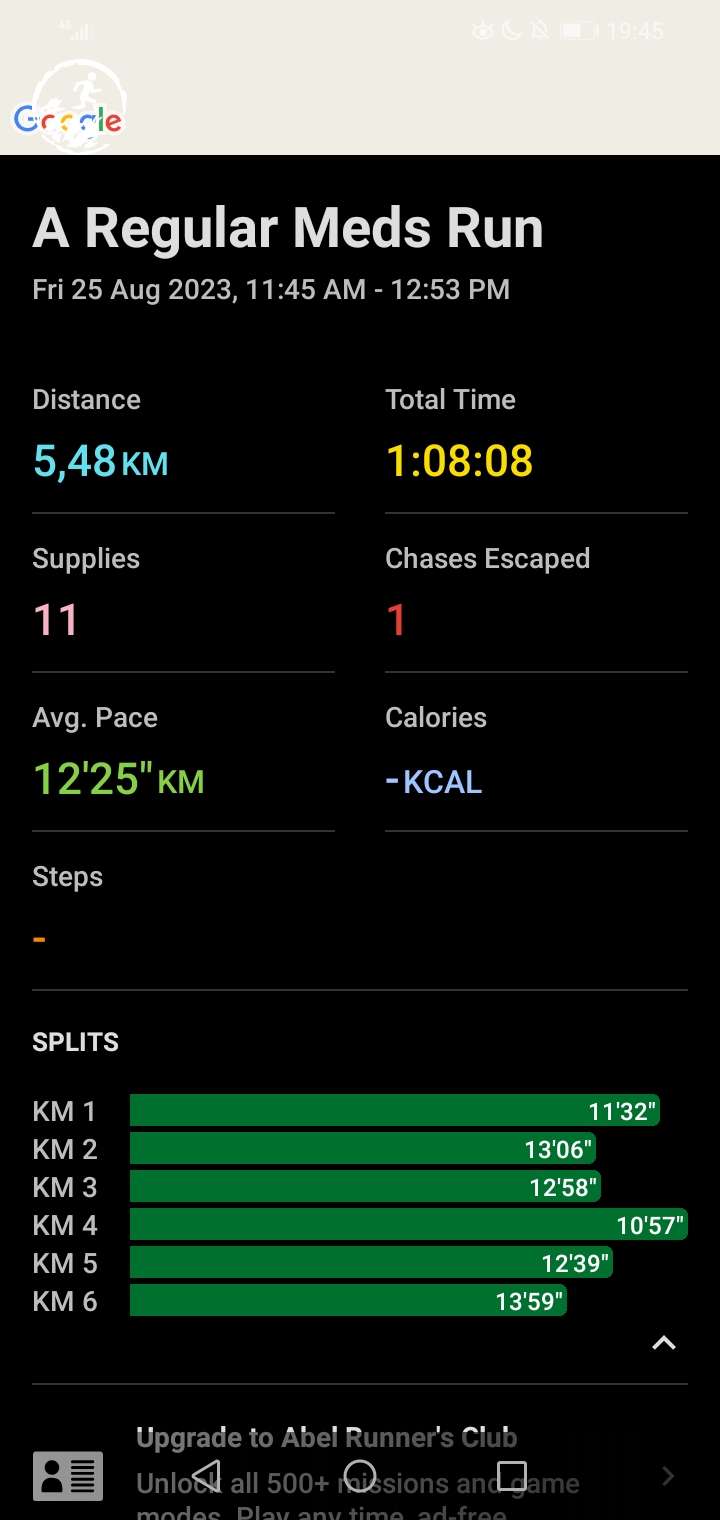 4G 19:45
Google
A Regular Meds Run
Fri 25 Aug 2023, 11:45 AM - 12:53 PM
Distance Total Time
5,48 KM 1:08:08
Supplies Chases Escaped
11 1
Avg. Pace Calories
12'25" KM -KCAL
Steps
-
SPLITS
KM 1 11'32"
KM 2 13'06"
KM 3 12'58"
KM 4 10'57"
KM 5 12'39"
KM 6 13'59"
Upgrade to Abel Runner's Club
Unlock all 500+ missions and game
modes. Play any time, ad-free